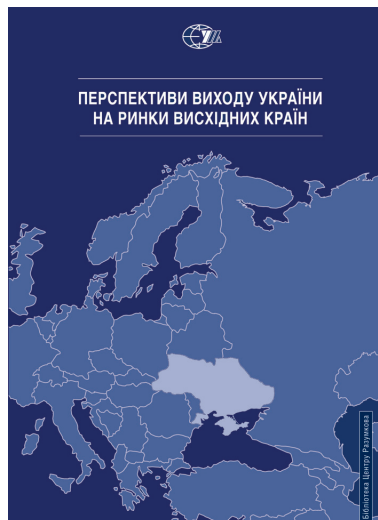 ПЕРСПЕКТИВИ ВИХОДУ УКРАЇНИ
НА РИНКИ ВИСХІДНИХ КРАЇН
Бібліотека Центру Разумкова